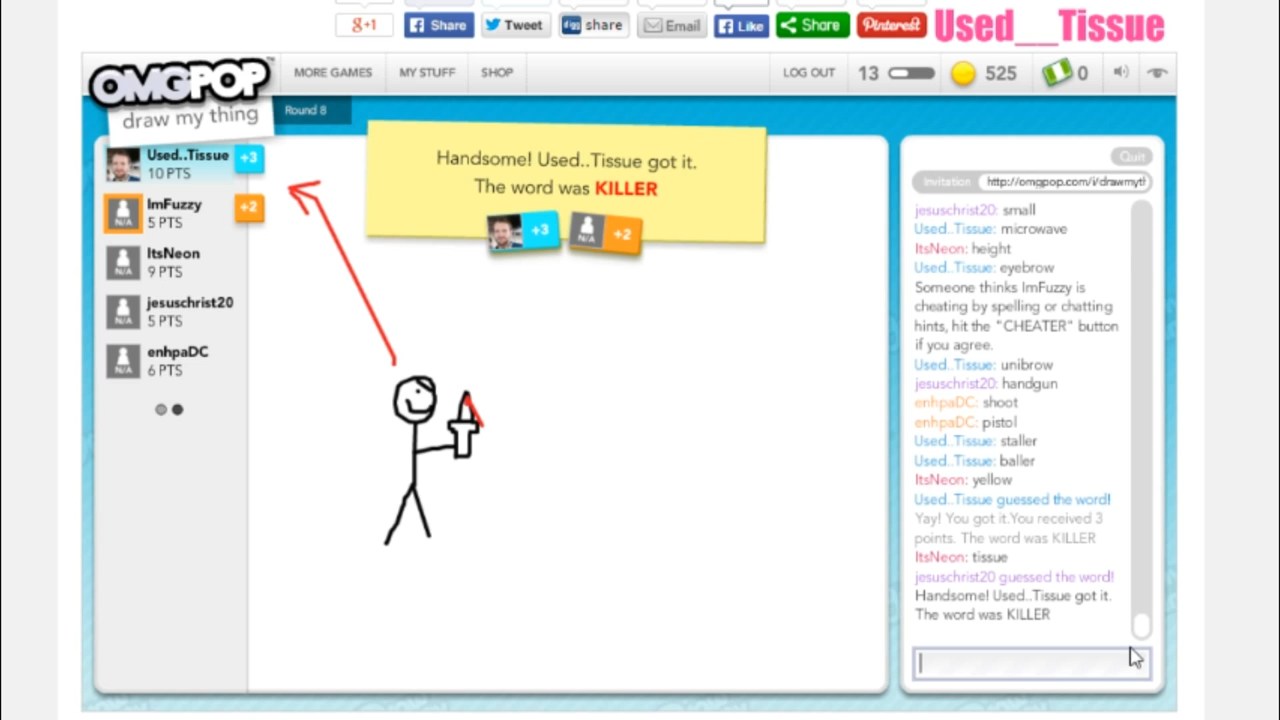 g+1 Share Tweet digg share Email Like Share Pinterest Used__Tissue
OMGPOP MORE GAMES MY STUFF SHOP LOG OUT 13 525 0
draw my thing Round 8
Used..Tissue +3
10 PTS
ImFuzzy +2
N/A 5 PTS
ItsNeon
N/A 9 PTS
jesuschrist20
N/A 5 PTS
enhpaDC
N/A 6 PTS
Handsome! Used..Tissue got it.
The word was KILLER
+3 N/A +2
Quit
Invitation http://omgpop.com/i/drawmyt
jesuschrist20: small
Used..Tissue: microwave
ItsNeon: height
Used..Tissue: eyebrow
Someone thinks ImFuzzy is
cheating by spelling or chatting
hints, hit the "CHEATER" button
if you agree.
Used..Tissue: unibrow
jesuschrist20: handgun
enhpaDC: shoot
enhpaDC: pistol
Used..Tissue: staller
Used..Tissue: baller
ItsNeon: yellow
Used..Tissue guessed the word!
Yay! You got it.You received 3
points. The word was KILLER
ItsNeon: tissue
jesuschrist20 guessed the word!
Handsome! Used..Tissue got it.
The word was KILLER